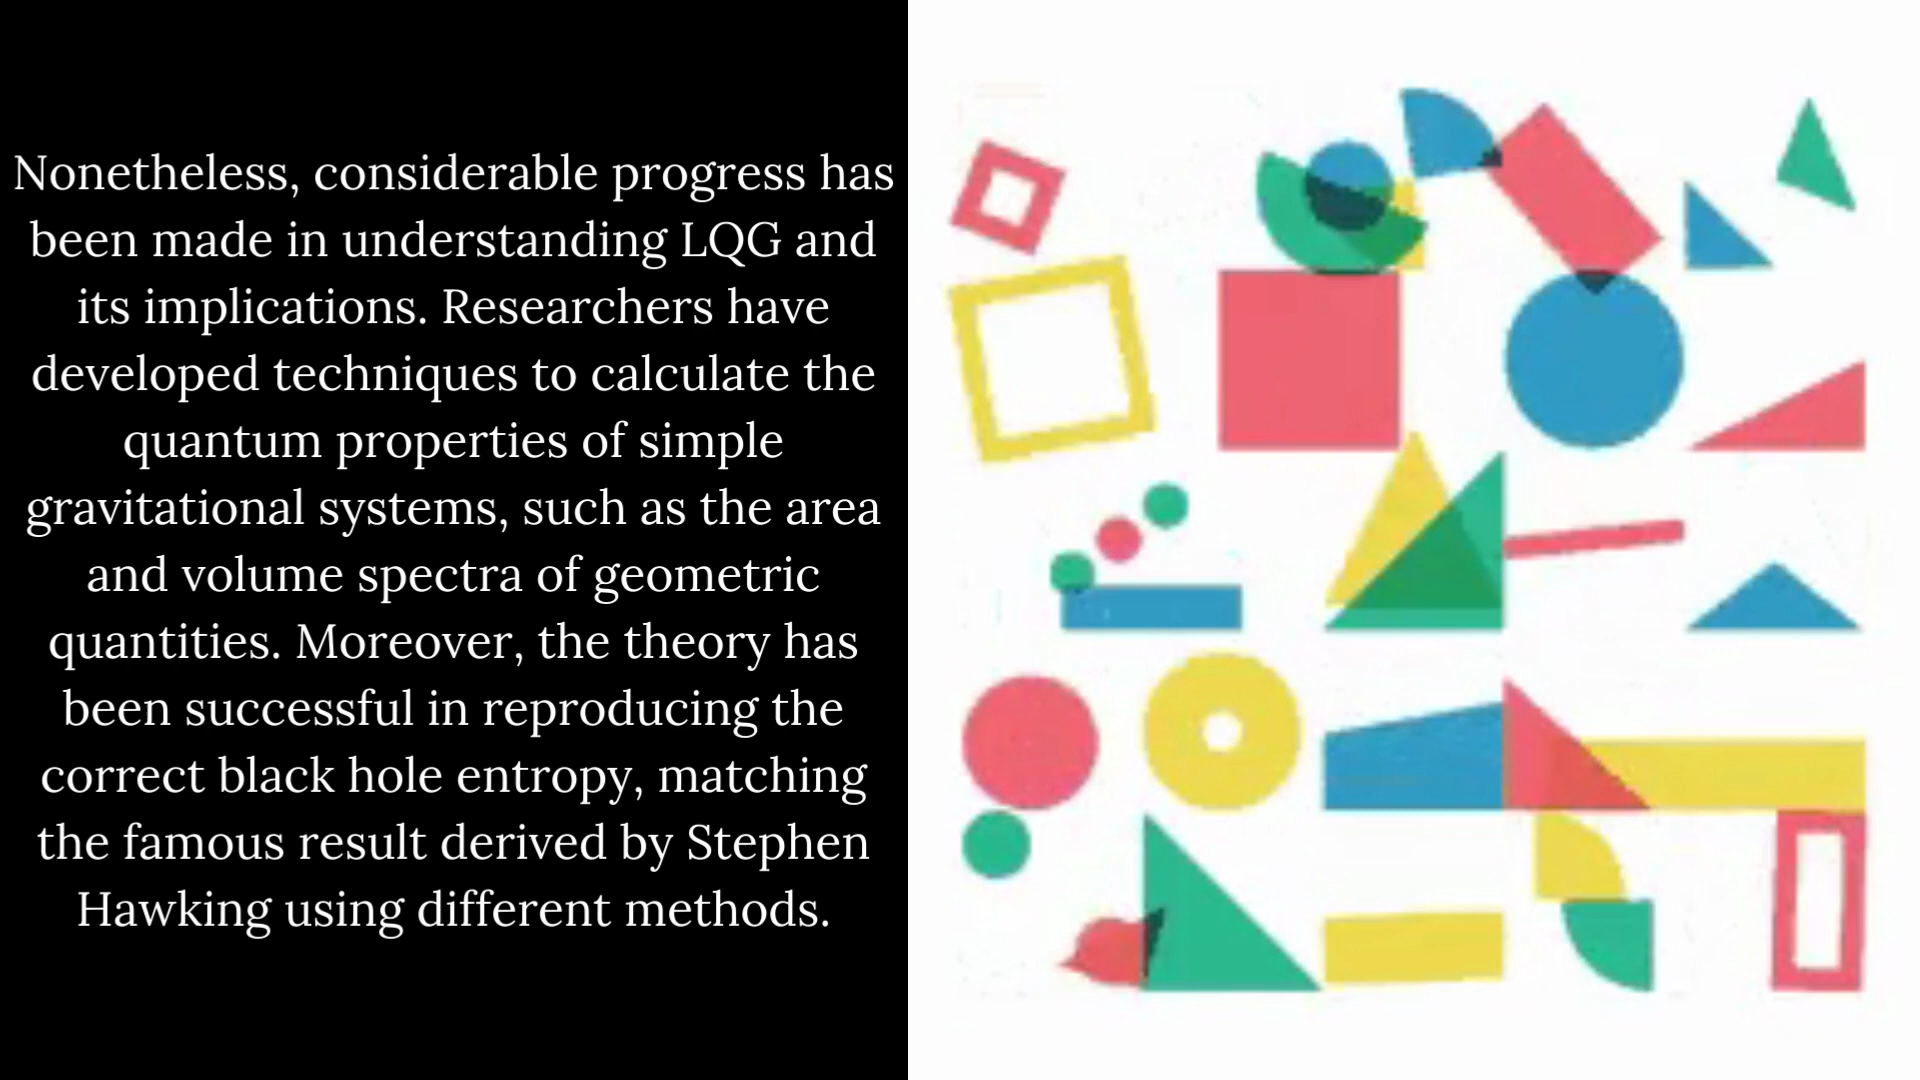 Nonetheless, considerable progress has
been made in understanding LQG and
its implications. Researchers have
developed techniques to calculate the
quantum properties of simple
gravitational systems, such as the area
and volume spectra of geometric
quantities. Moreover, the theory has
been successful in reproducing the
correct black hole entropy, matching
the famous result derived by Stephen
Hawking using different methods.